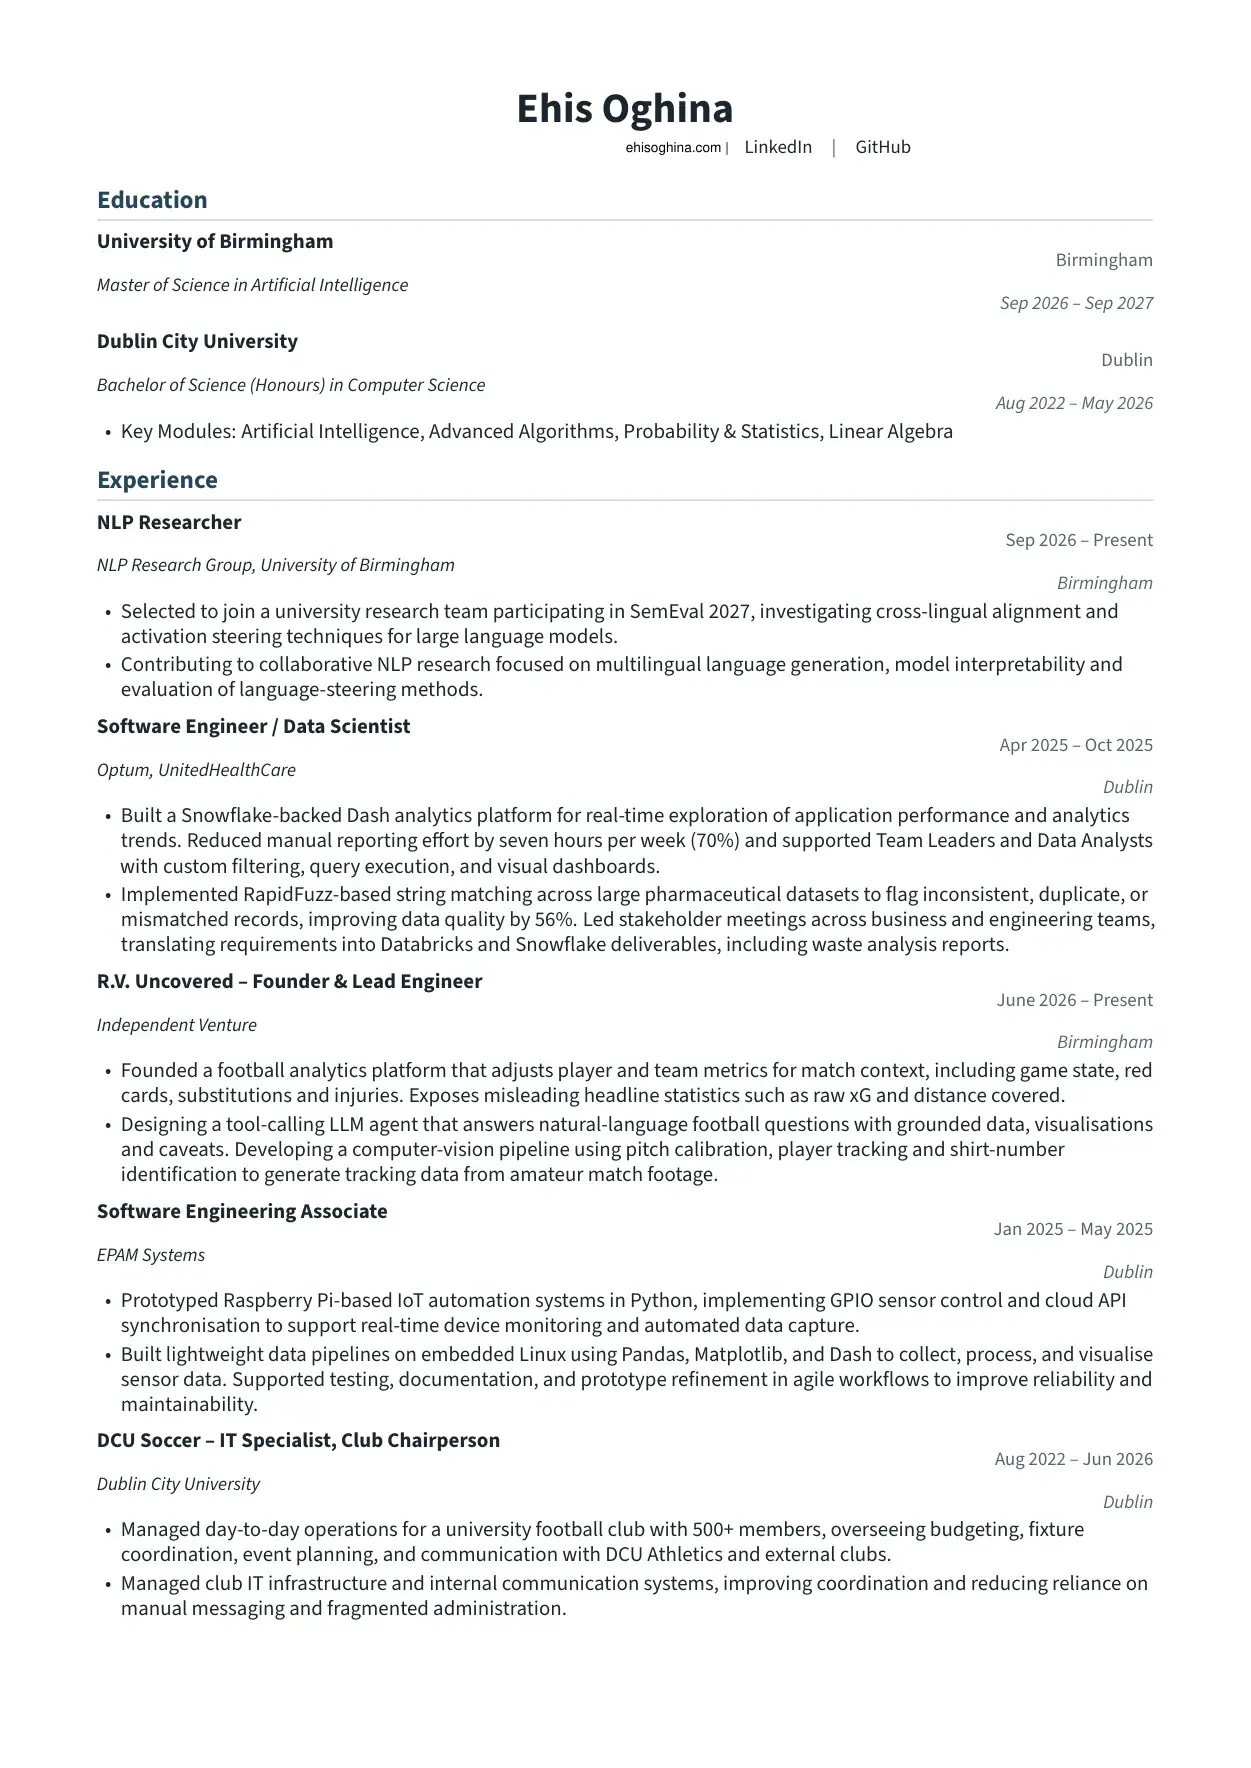 Ehis Oghina
ehisoghina.com | LinkedIn | GitHub
Education
University of Birmingham
Birmingham
Master of Science in Artificial Intelligence
Sep 2026 – Sep 2027
Dublin City University
Dublin
Bachelor of Science (Honours) in Computer Science
Aug 2022 – May 2026
• Key Modules: Artificial Intelligence, Advanced Algorithms, Probability & Statistics, Linear Algebra
Experience
NLP Researcher
Sep 2026 – Present
NLP Research Group, University of Birmingham
Birmingham
• Selected to join a university research team participating in SemEval 2027, investigating cross-lingual alignment and
activation steering techniques for large language models.
• Contributing to collaborative NLP research focused on multilingual language generation, model interpretability and
evaluation of language-steering methods.
Software Engineer / Data Scientist
Apr 2025 – Oct 2025
Optum, UnitedHealthCare
Dublin
• Built a Snowflake-backed Dash analytics platform for real-time exploration of application performance and analytics
trends. Reduced manual reporting effort by seven hours per week (70%) and supported Team Leaders and Data Analysts
with custom filtering, query execution, and visual dashboards.
• Implemented RapidFuzz-based string matching across large pharmaceutical datasets to flag inconsistent, duplicate, or
mismatched records, improving data quality by 56%. Led stakeholder meetings across business and engineering teams,
translating requirements into Databricks and Snowflake deliverables, including waste analysis reports.
R.V. Uncovered – Founder & Lead Engineer
June 2026 – Present
Independent Venture
Birmingham
• Founded a football analytics platform that adjusts player and team metrics for match context, including game state, red
cards, substitutions and injuries. Exposes misleading headline statistics such as raw xG and distance covered.
• Designing a tool-calling LLM agent that answers natural-language football questions with grounded data, visualisations
and caveats. Developing a computer-vision pipeline using pitch calibration, player tracking and shirt-number
identification to generate tracking data from amateur match footage.
Software Engineering Associate
Jan 2025 – May 2025
EPAM Systems
Dublin
• Prototyped Raspberry Pi-based IoT automation systems in Python, implementing GPIO sensor control and cloud API
synchronisation to support real-time device monitoring and automated data capture.
• Built lightweight data pipelines on embedded Linux using Pandas, Matplotlib, and Dash to collect, process, and visualise
sensor data. Supported testing, documentation, and prototype refinement in agile workflows to improve reliability and
maintainability.
DCU Soccer – IT Specialist, Club Chairperson
Aug 2022 – Jun 2026
Dublin City University
Dublin
• Managed day-to-day operations for a university football club with 500+ members, overseeing budgeting, fixture
coordination, event planning, and communication with DCU Athletics and external clubs.
• Managed club IT infrastructure and internal communication systems, improving coordination and reducing reliance on
manual messaging and fragmented administration.